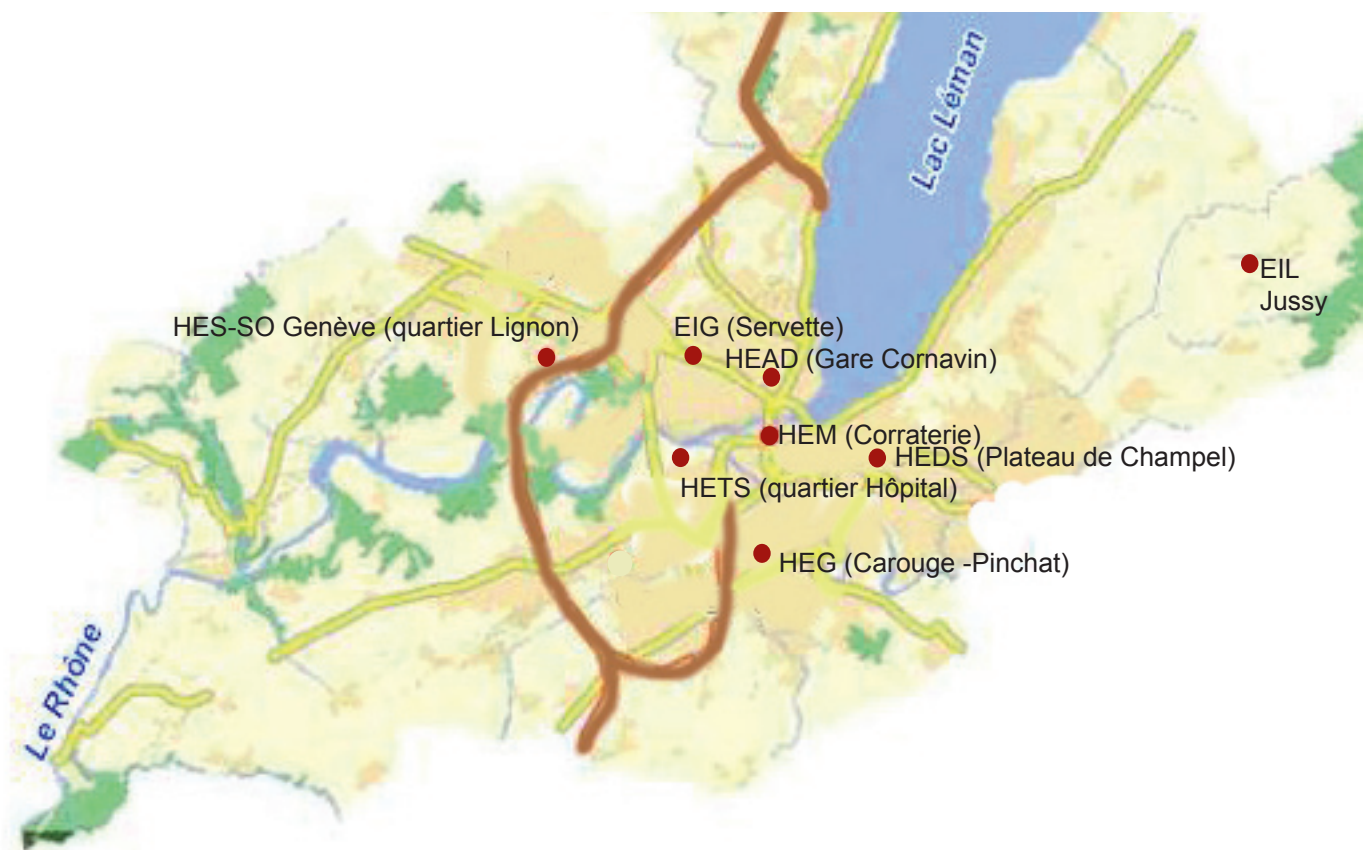 Lac Léman
EIL
Jussy
HES-SO Genève (quartier Lignon)
EIG (Servette)
HEAD (Gare Cornavin)
HEM (Corraterie)
HEDS (Plateau de Champel)
HETS (quartier Hôpital)
HEG (Carouge -Pinchat)
Le Rhône